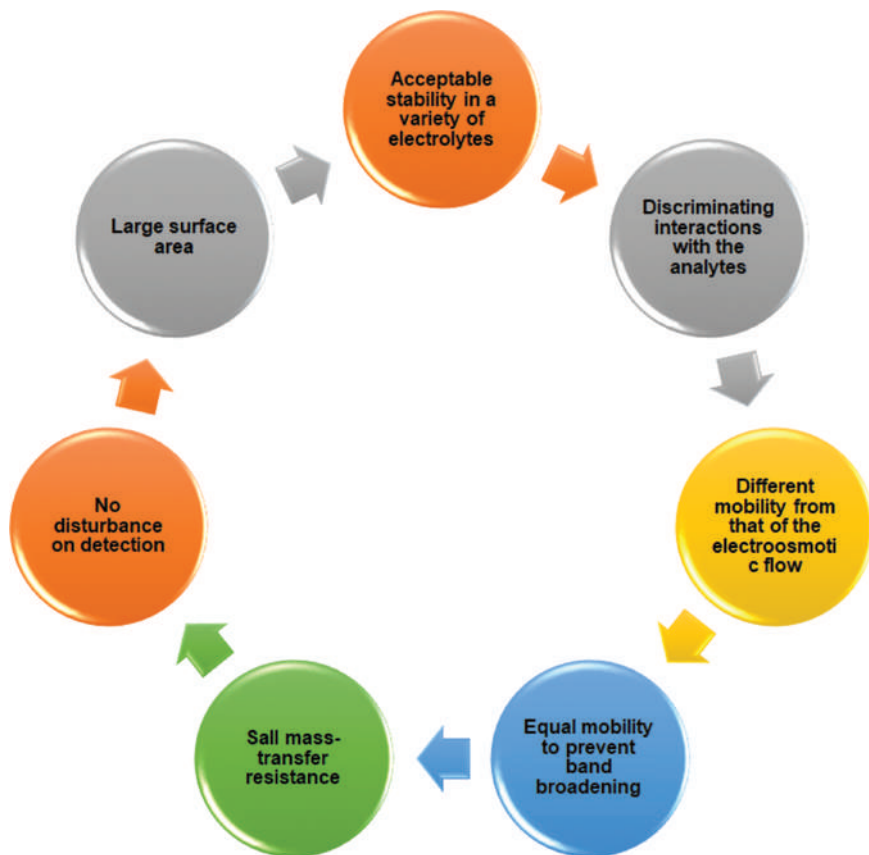 Acceptable
stability in a
variety of
electrolytes
Discriminating
interactions
with the
analytes
Different
mobility from
that of the
electroosmoti
c flow
Equal mobility
to prevent
band
broadening
Sall mass-
transfer
resistance
No
disturbance
on detection
Large surface
area